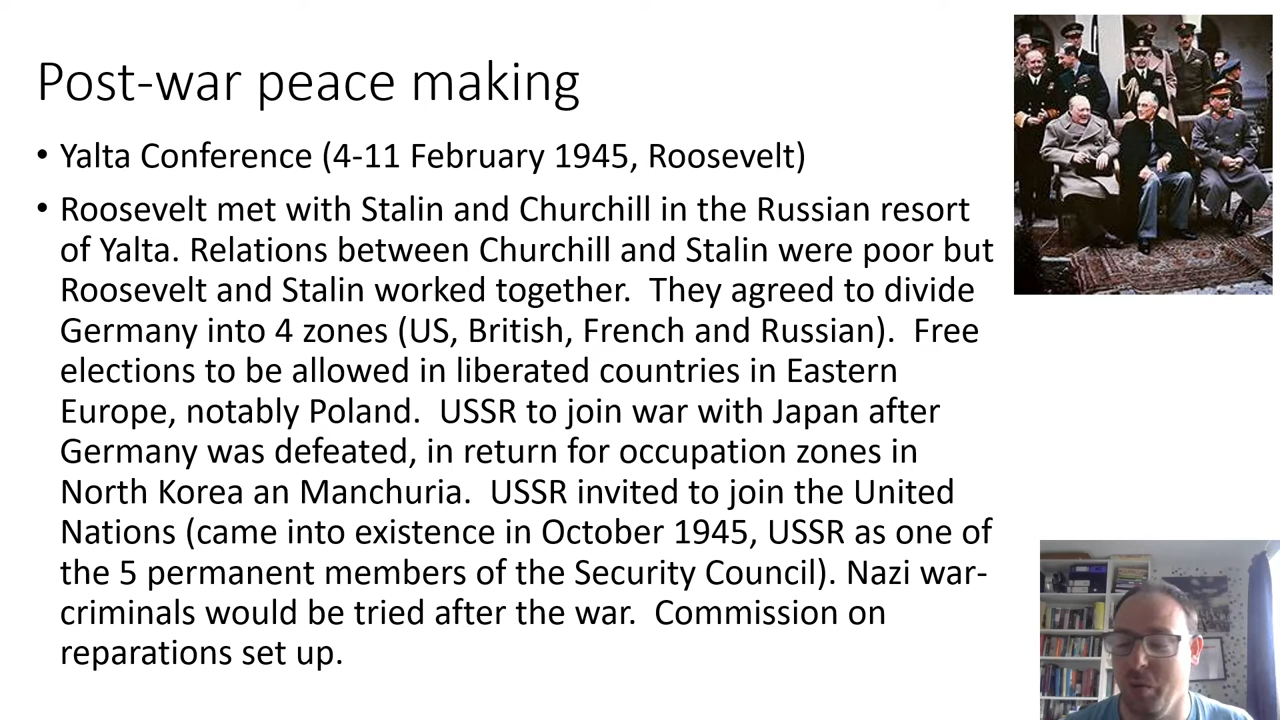 Post-war peace making
• Yalta Conference (4-11 February 1945, Roosevelt)
• Roosevelt met with Stalin and Churchill in the Russian resort
of Yalta. Relations between Churchill and Stalin were poor but
Roosevelt and Stalin worked together.  They agreed to divide
Germany into 4 zones (US, British, French and Russian).  Free
elections to be allowed in liberated countries in Eastern
Europe, notably Poland.  USSR to join war with Japan after
Germany was defeated, in return for occupation zones in
North Korea an Manchuria.  USSR invited to join the United
Nations (came into existence in October 1945, USSR as one of
the 5 permanent members of the Security Council). Nazi war-
criminals would be tried after the war.  Commission on
reparations set up.